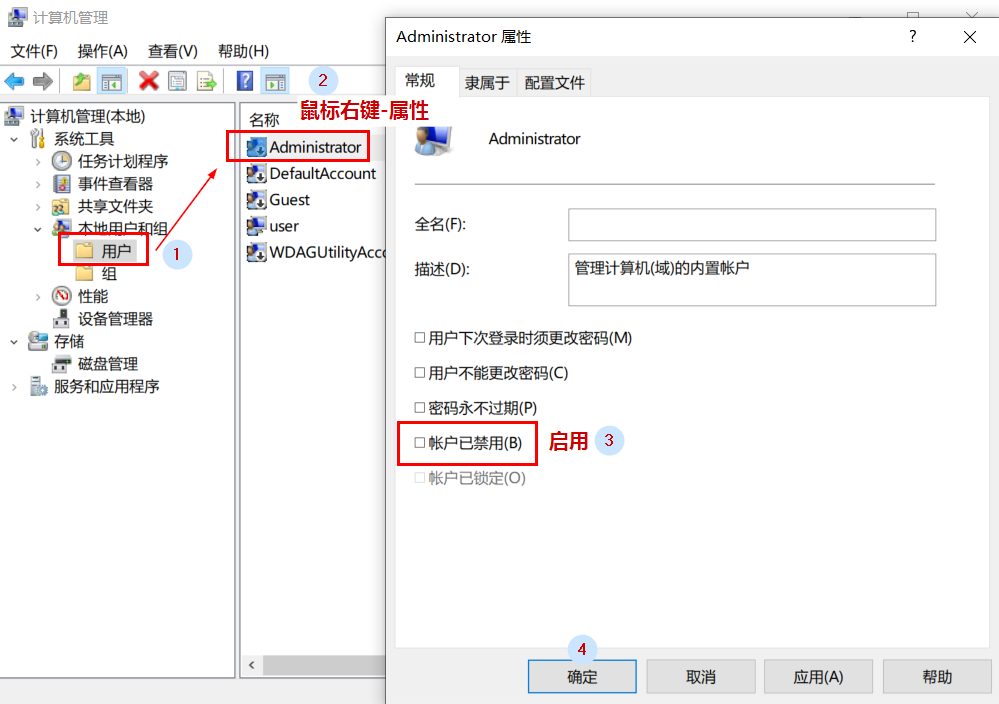 计算机管理
文件(F) 操作(A) 查看(V) 帮助(H)
计算机管理(本地)
系统工具
任务计划程序
事件查看器
共享文件夹
本地用户和组
用户
1
组
性能
设备管理器
存储
磁盘管理
服务和应用程序
2
鼠标右键-属性
名称
Administrator
DefaultAccount
Guest
user
WDAGUtilityAcc
Administrator 属性
?
常规 隶属于 配置文件
Administrator
全名(F):
描述(D): 管理计算机(域)的内置帐户
用户下次登录时须更改密码(M)
用户不能更改密码(C)
密码永不过期(P)
帐户已禁用(B) 启用 3
帐户已锁定(O)
4
确定 取消 应用(A) 帮助